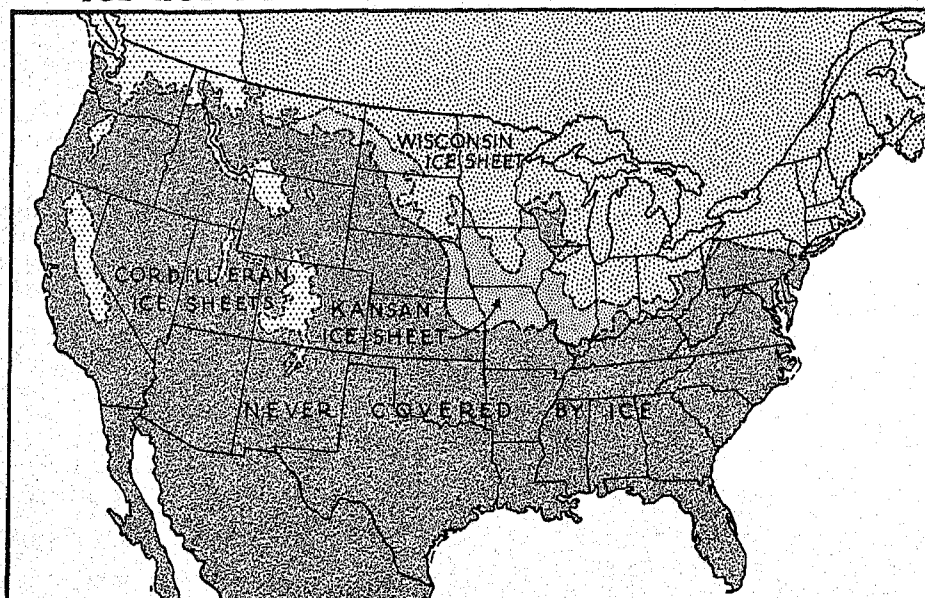 WISCONSIN
ICE SHEET
CORDILLERAN
ICE SHEETS
KANSAN
ICE SHEET
NEVER COVERED BY ICE